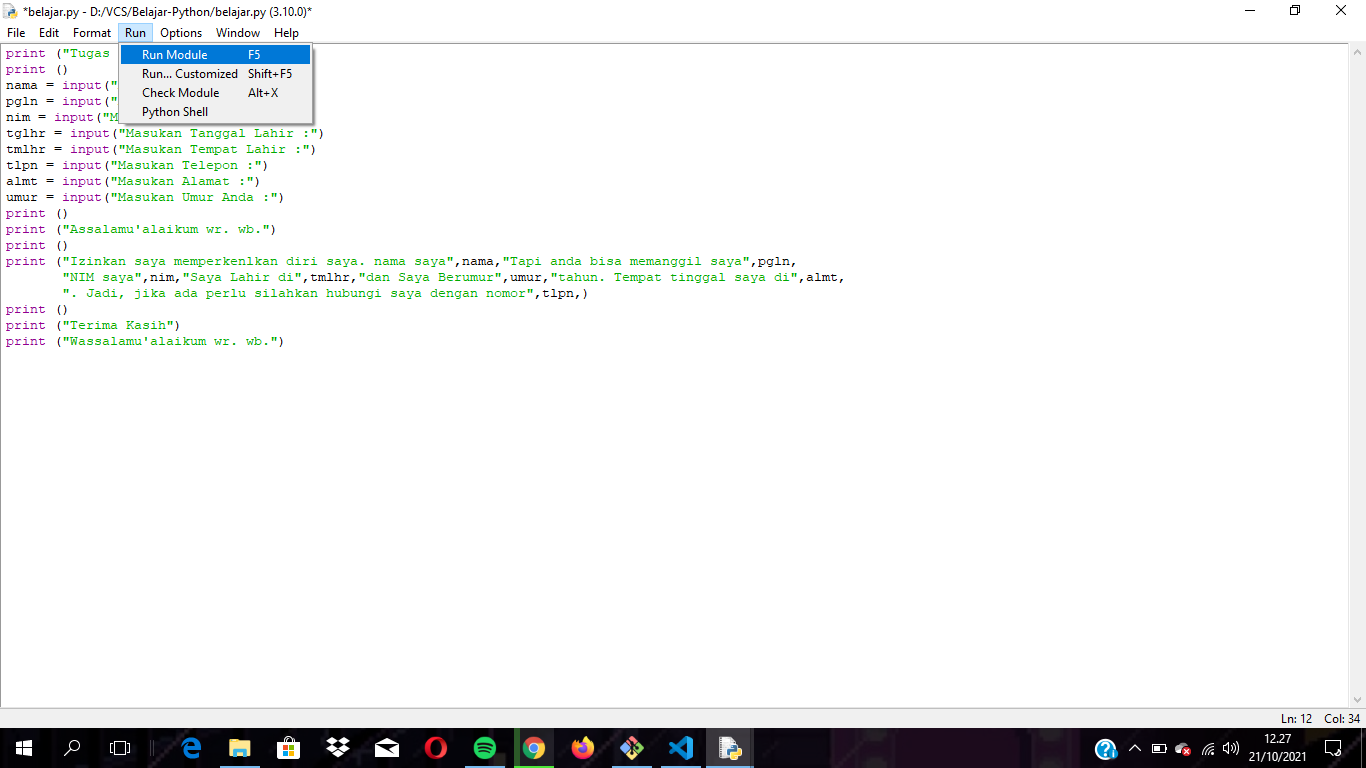 *belajar.py - D:/VCS/Belajar-Python/belajar.py (3.10.0)*
File Edit Format Run Options Window Help
Run Module F5
Run... Customized Shift+F5
Check Module Alt+X
Python Shell
print ("Tugas
print ()
nama = input("
pgln = input("
nim = input("M
tglhr = input("Masukan Tanggal Lahir :")
tmlhr = input("Masukan Tempat Lahir :")
tlpn = input("Masukan Telepon :")
almt = input("Masukan Alamat :")
umur = input("Masukan Umur Anda :")
print ()
print ("Assalamu'alaikum wr. wb.")
print ()
print ("Izinkan saya memperkenlkan diri saya. nama saya",nama,"Tapi anda bisa memanggil saya",pgln,
"NIM saya",nim,"Saya Lahir di",tmlhr,"dan Saya Berumur",umur,"tahun. Tempat tinggal saya di",almt,
". Jadi, jika ada perlu silahkan hubungi saya dengan nomor",tlpn,)
print ()
print ("Terima Kasih")
print ("Wassalamu'alaikum wr. wb.")
Ln: 12 Col: 34
12.27
21/10/2021